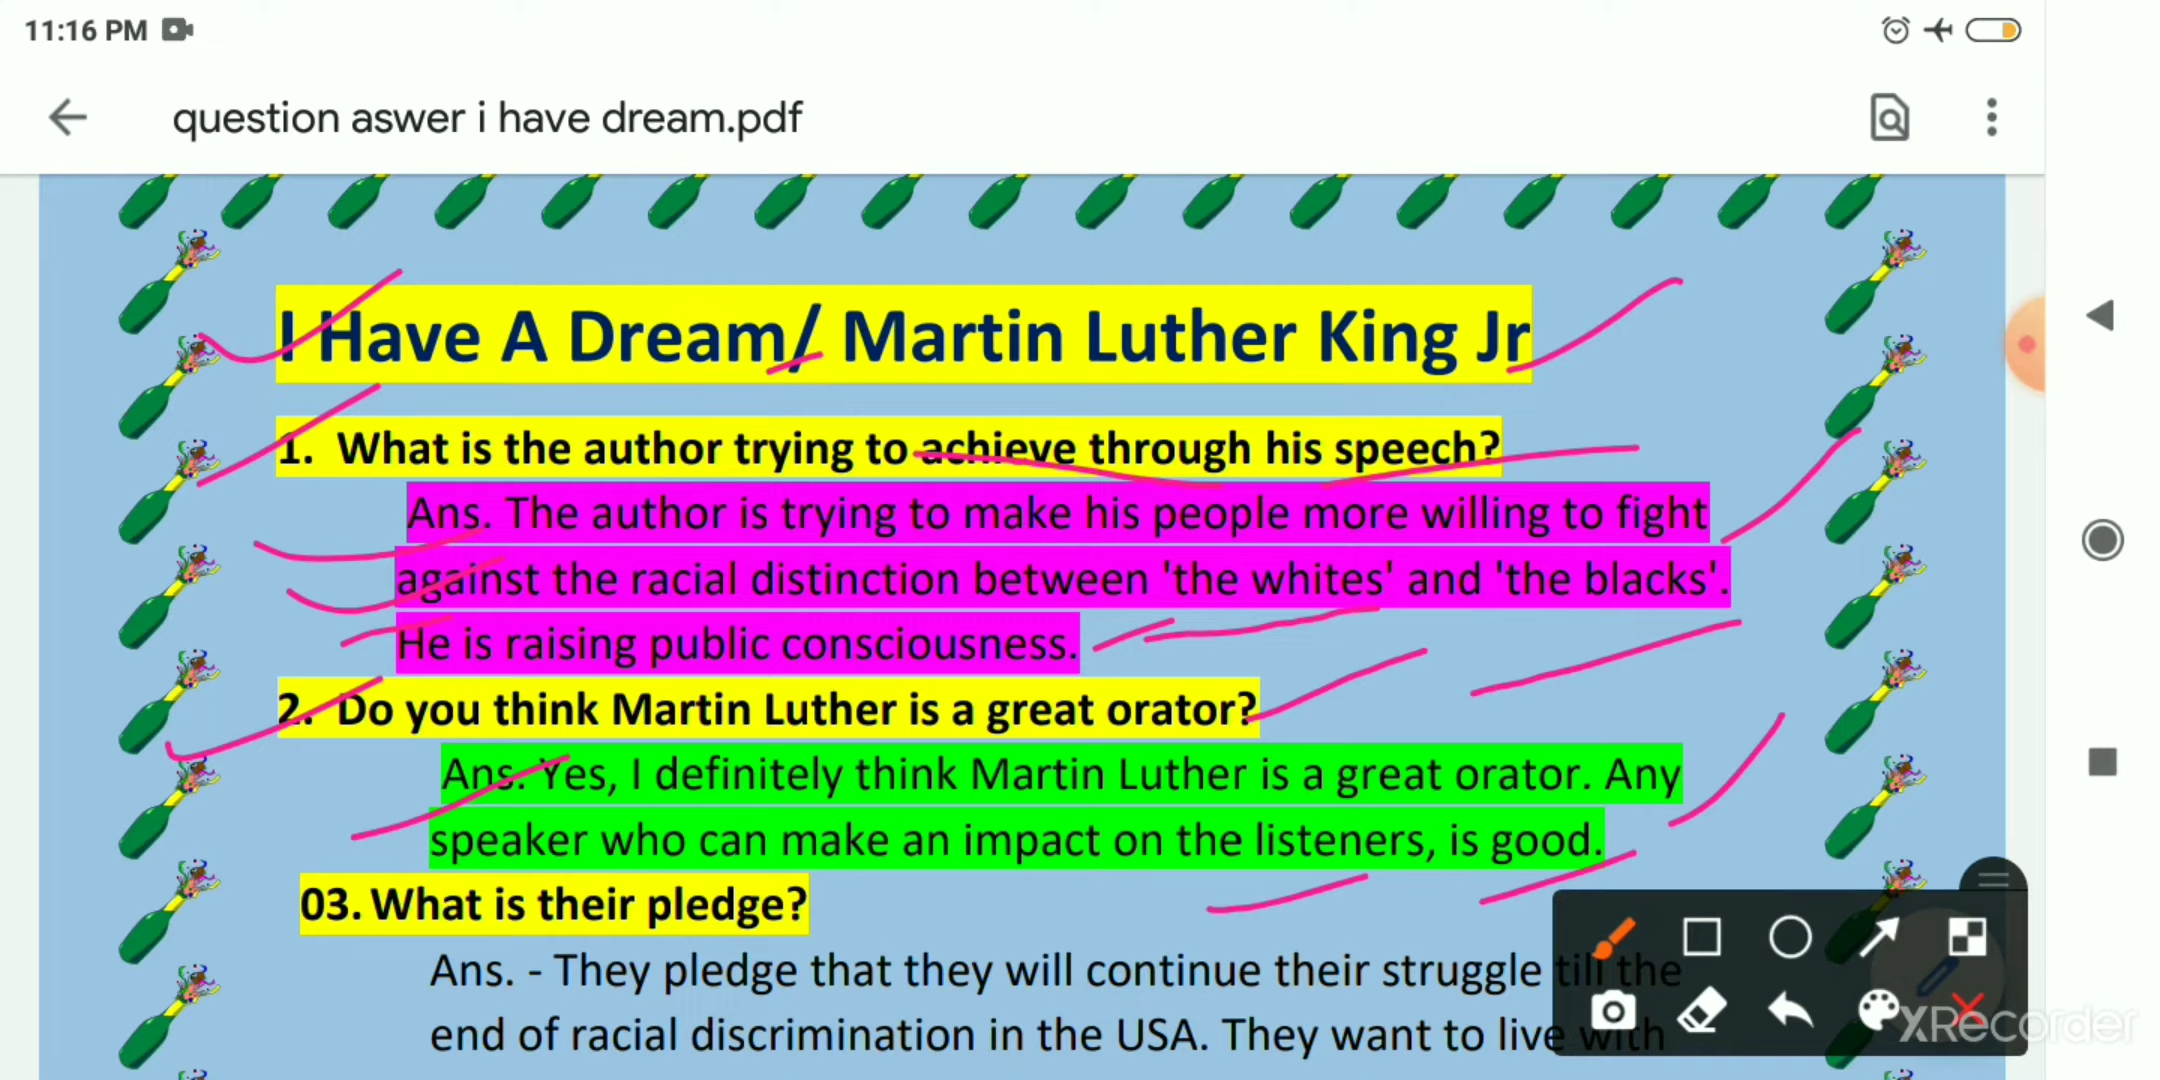 11:16 PM
question aswer i have dream.pdf
I Have A Dream/ Martin Luther King Jr
1. What is the author trying to achieve through his speech?
Ans. The author is trying to make his people more willing to fight
against the racial distinction between 'the whites' and 'the blacks'.
He is raising public consciousness.
2. Do you think Martin Luther is a great orator?
Ans. Yes, I definitely think Martin Luther is a great orator. Any
speaker who can make an impact on the listeners, is good.
03. What is their pledge?
Ans. - They pledge that they will continue their struggle till the
end of racial discrimination in the USA. They want to live with
XRecorder